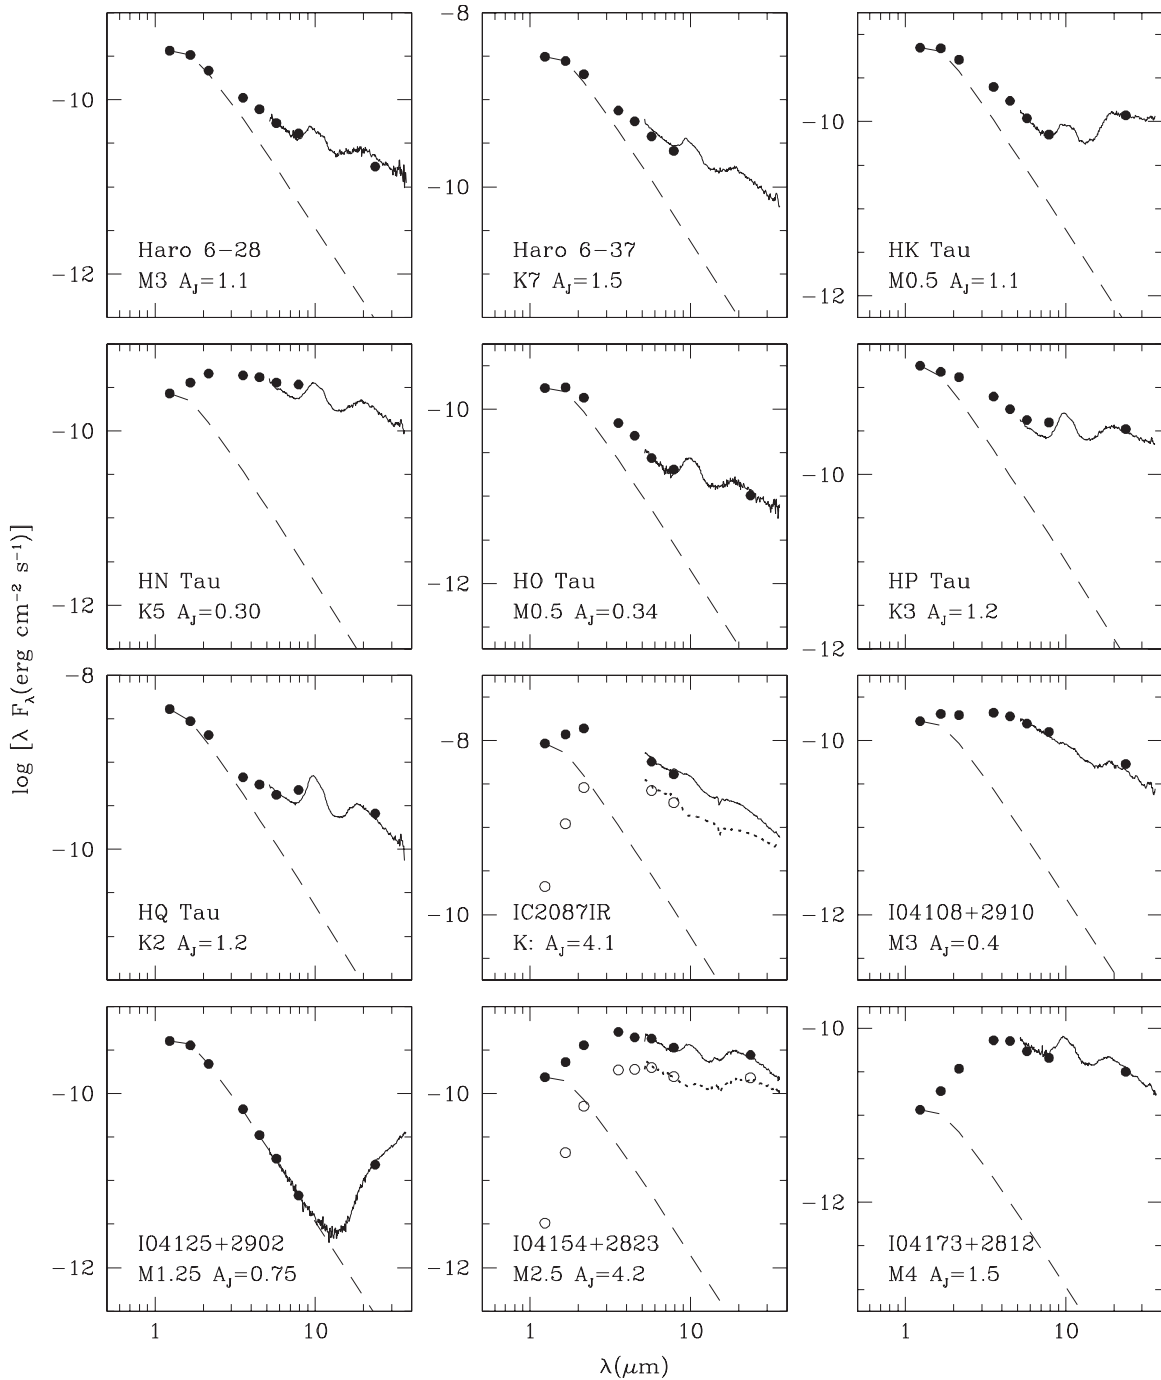 -8
-10
-12
Haro 6-28
M3 A_J=1.1
-10
Haro 6-37
K7 A_J=1.5
-10
-12
HK Tau
M0.5 A_J=1.1
-10
-12
HN Tau
K5 A_J=0.30
-10
-12
HO Tau
M0.5 A_J=0.34
-10
-12
HP Tau
K3 A_J=1.2
log [λ F_λ(erg cm⁻² s⁻¹)]
-8
-10
HQ Tau
K2 A_J=1.2
-8
-10
IC2087IR
K: A_J=4.1
-10
-12
I04108+2910
M3 A_J=0.4
-10
-12
I04125+2902
M1.25 A_J=0.75
-10
-12
I04154+2823
M2.5 A_J=4.2
-10
-12
I04173+2812
M4 A_J=1.5
1 10
1 10
1 10
λ(μm)